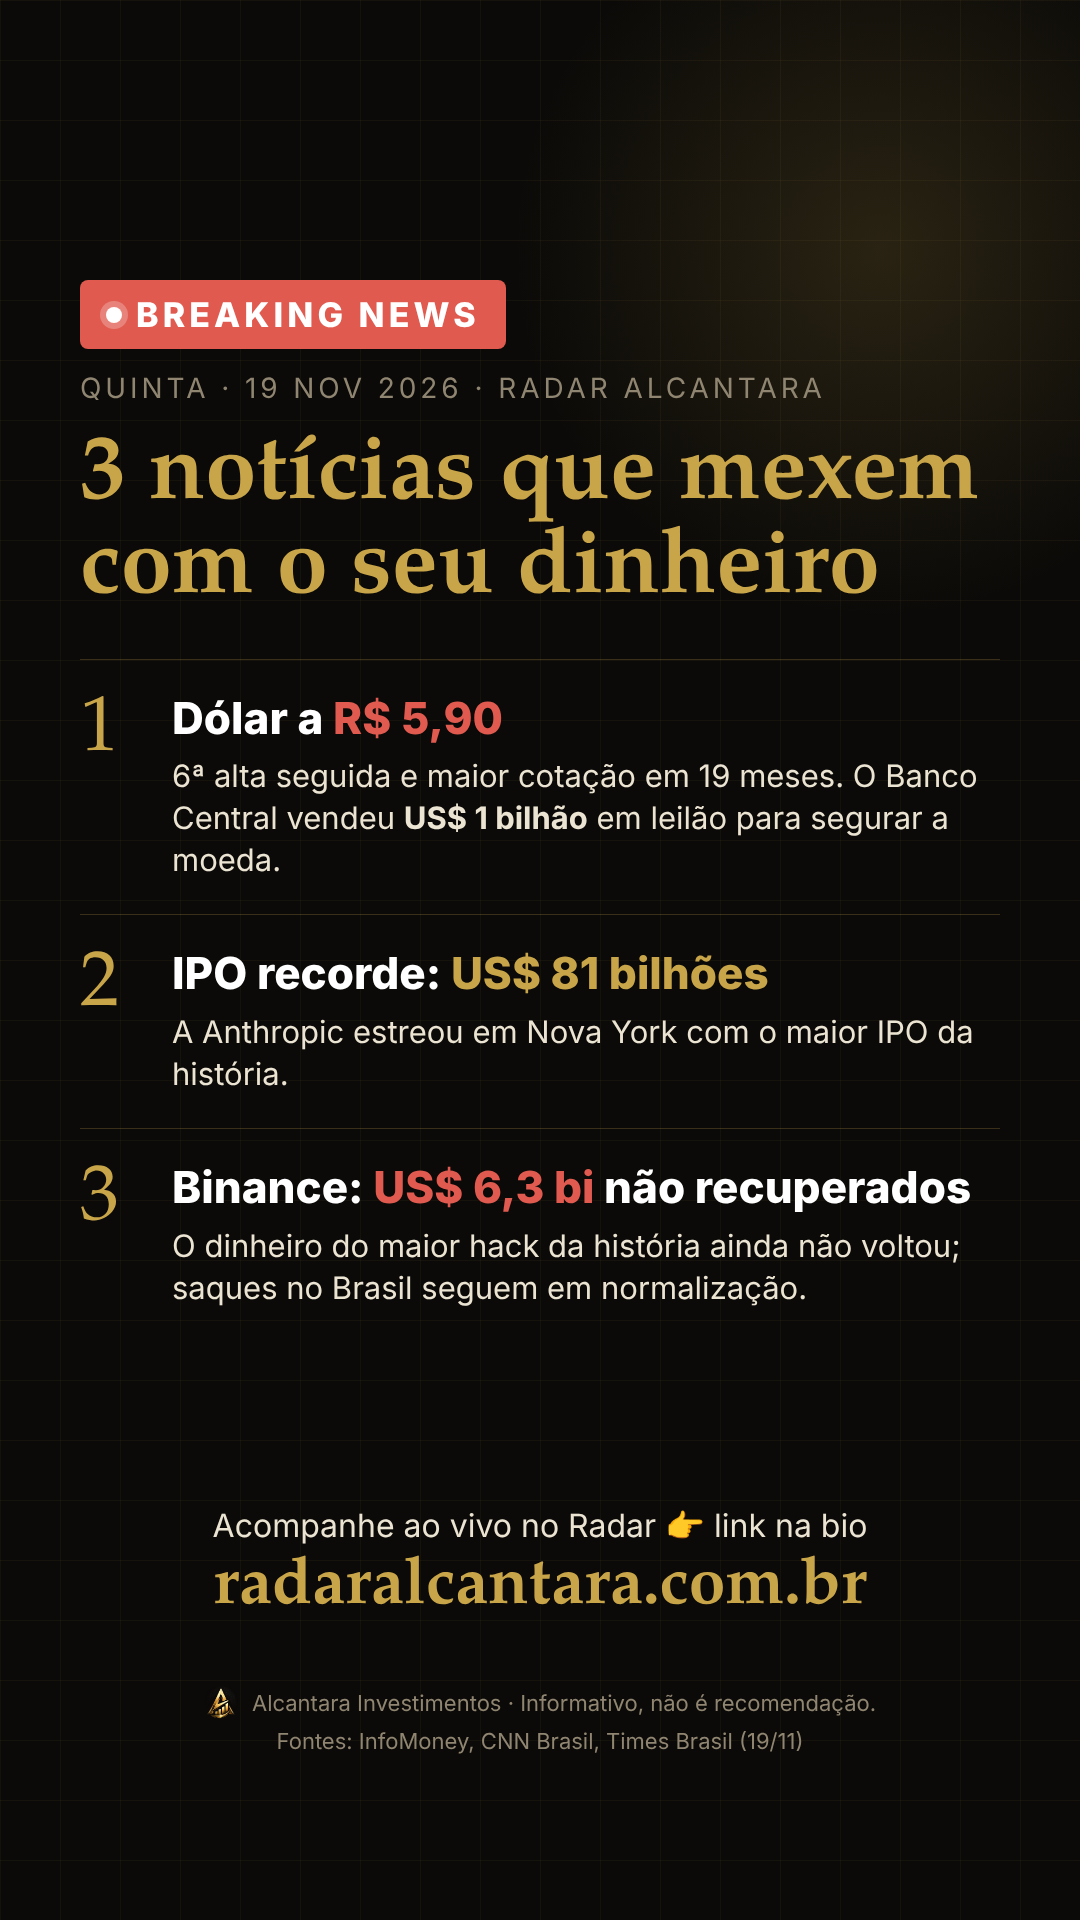 BREAKING NEWS
QUINTA · 19 NOV 2026 · RADAR ALCANTARA
3 notícias que mexem
com o seu dinheiro
1
Dólar a R$ 5,90
6ª alta seguida e maior cotação em 19 meses. O Banco
Central vendeu US$ 1 bilhão em leilão para segurar a
moeda.
2
IPO recorde: US$ 81 bilhões
A Anthropic estreou em Nova York com o maior IPO da
história.
3
Binance: US$ 6,3 bi não recuperados
O dinheiro do maior hack da história ainda não voltou;
saques no Brasil seguem em normalização.
Acompanhe ao vivo no Radar 👉 link na bio
radaralcantara.com.br
Alcantara Investimentos · Informativo, não é recomendação.
Fontes: InfoMoney, CNN Brasil, Times Brasil (19/11)